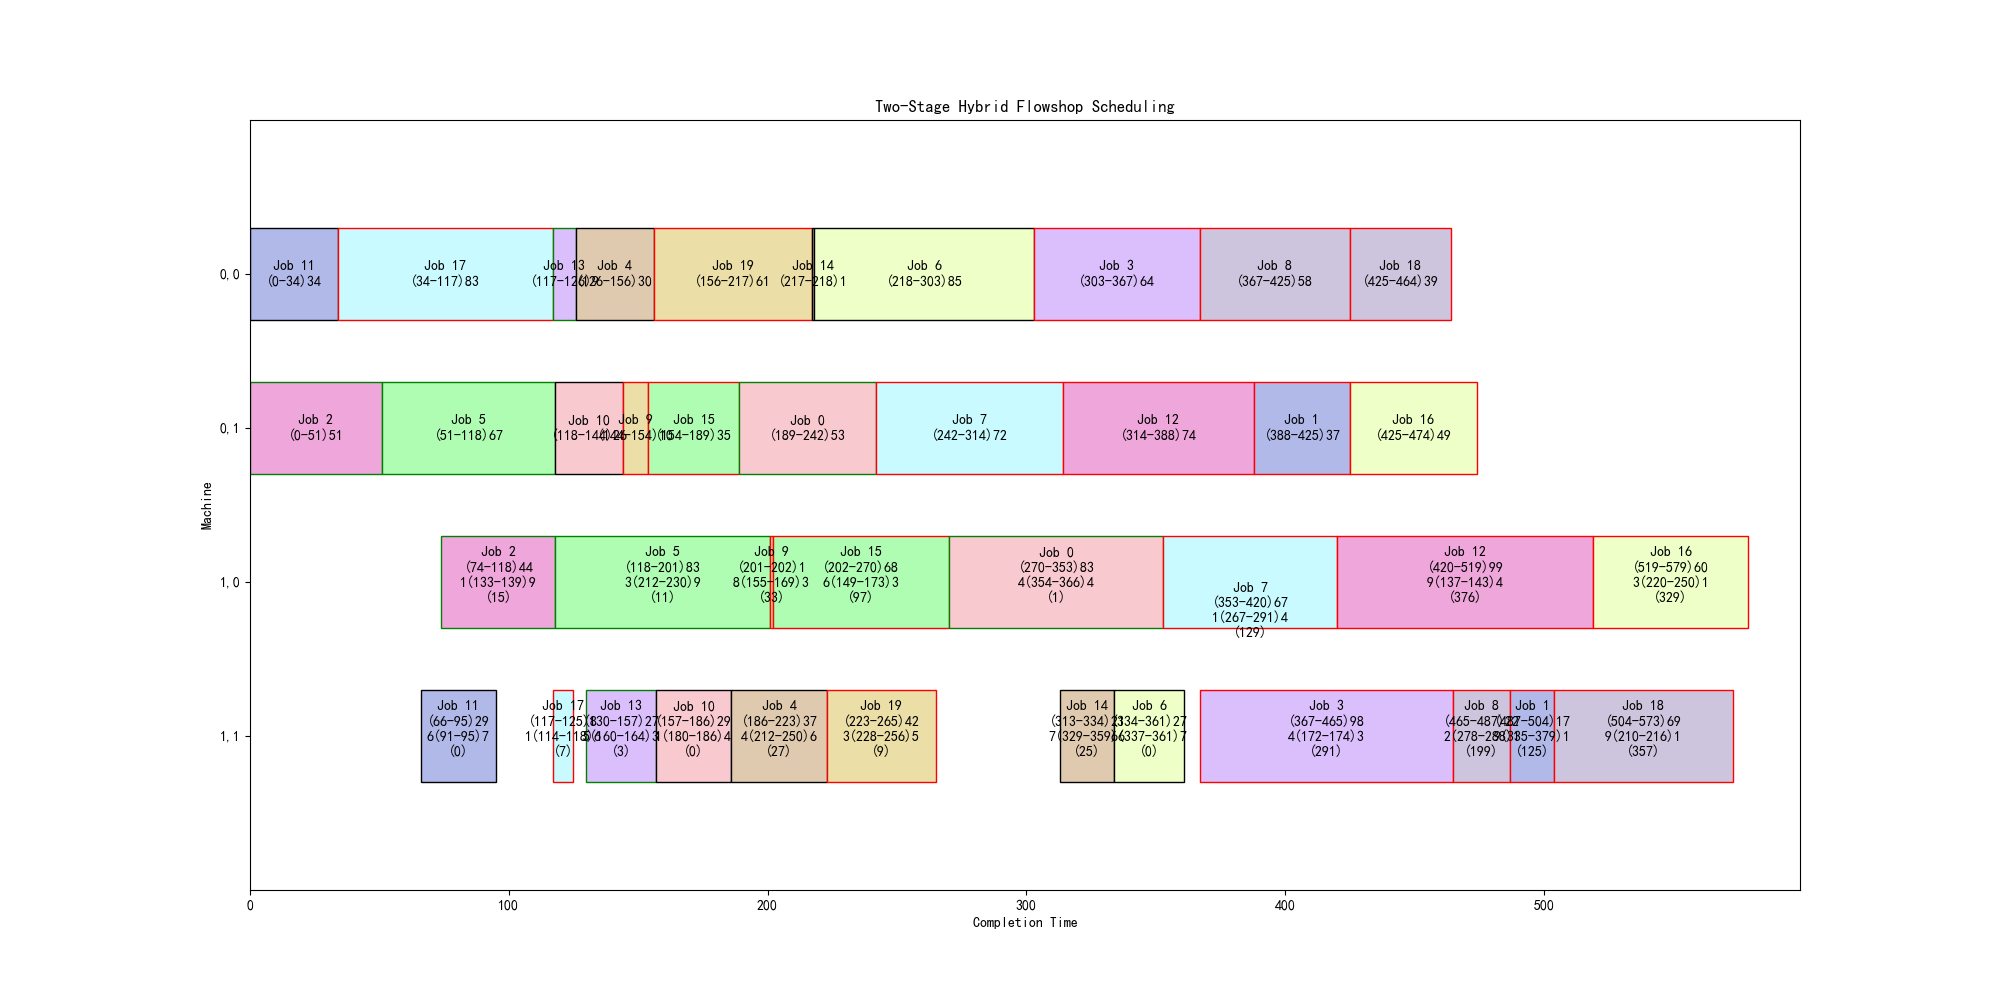 Two-Stage Hybrid Flowshop Scheduling
Machine
0,0
Job 11
(0-34)34
Job 17
(34-117)83
Job 13
(117-126)9
Job 4
(126-156)30
Job 19
(156-217)61
Job 14
(217-218)1
Job 6
(218-303)85
Job 3
(303-367)64
Job 8
(367-425)58
Job 18
(425-464)39
0,1
Job 2
(0-51)51
Job 5
(51-118)67
Job 10
(118-144)26
Job 9
(144-154)10
Job 15
(154-189)35
Job 0
(189-242)53
Job 7
(242-314)72
Job 12
(314-388)74
Job 1
(388-425)37
Job 16
(425-474)49
1,0
Job 2
(74-118)44
1(133-139)9
(15)
Job 5
(118-201)83
3(212-230)9
(11)
Job 9
(201-202)1
8(155-169)3
(33)
Job 15
(202-270)68
6(149-173)3
(97)
Job 0
(270-353)83
4(354-366)4
(1)
Job 7
(353-420)67
1(267-291)4
(129)
Job 12
(420-519)99
9(137-143)4
(376)
Job 16
(519-579)60
3(220-250)1
(329)
1,1
Job 11
(66-95)29
6(91-95)7
(0)
Job 17
(117-125)8
1(114-118)
(7)
Job 13
(130-157)27
(160-164)3
(3)
Job 10
(157-186)29
1(180-186)4
(0)
Job 4
(186-223)37
4(212-250)6
(27)
Job 19
(223-265)42
3(228-256)5
(9)
Job 14
(313-334)21
7(329-359)
(25)
Job 6
(334-361)27
(337-361)7
(0)
Job 3
(367-465)98
4(172-174)3
(291)
Job 8
(465-487)22
2(278-288)
(199)
Job 1
(487-504)17
1
(125)
Job 18
(504-573)69
9(210-216)1
(357)
0
100
200
300
400
500
Completion Time